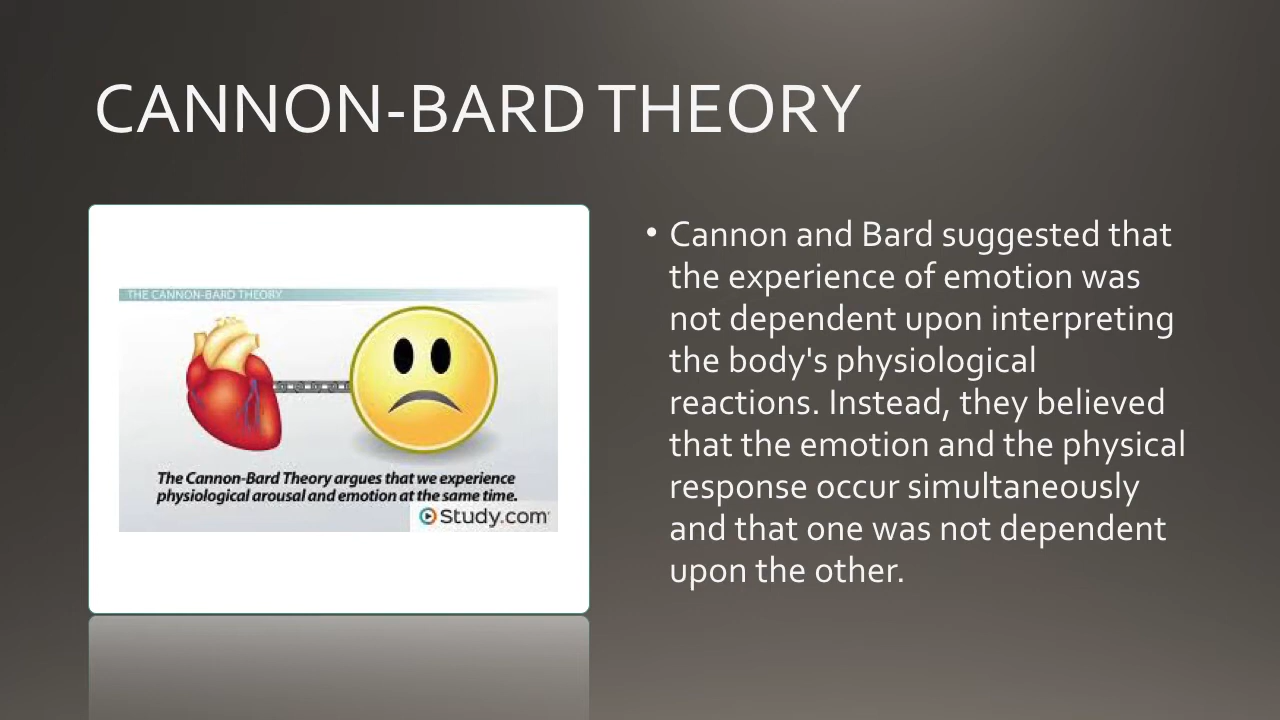 CANNON-BARD THEORY
THE CANNON-BARD THEORY
The Cannon-Bard Theory argues that we experience
physiological arousal and emotion at the same time.
Study.com
• Cannon and Bard suggested that
the experience of emotion was
not dependent upon interpreting
the body's physiological
reactions. Instead, they believed
that the emotion and the physical
response occur simultaneously
and that one was not dependent
upon the other.